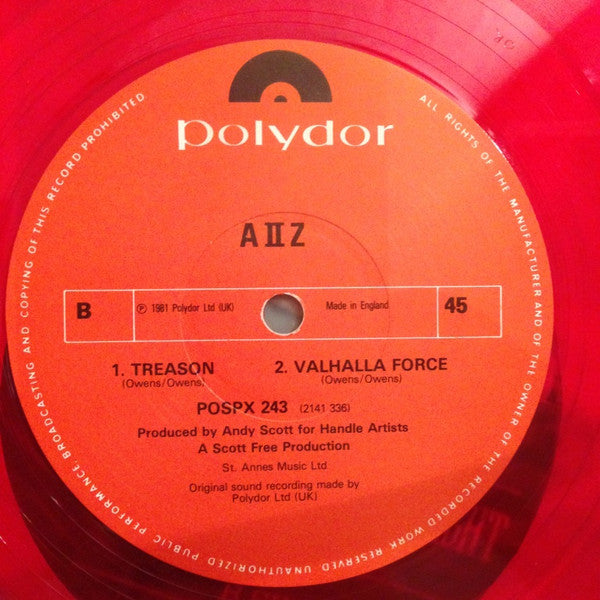 polydor
A II Z
B
℗ 1981 Polydor Ltd (UK)
Made in England
45
1. TREASON
(Owens/Owens)
2. VALHALLA FORCE
(Owens/Owens)
POSPX 243 (2141 336)
Produced by Andy Scott for Handle Artists
A Scott Free Production
St. Annes Music Ltd
Original sound recording made by
Polydor Ltd (UK)
ALL RIGHTS OF THE MANUFACTURER AND OF THE OWNER OF THE RECORDED WORK RESERVED. UNAUTHORIZED PUBLIC PERFORMANCE BROADCASTING AND COPYING OF THIS RECORD PROHIBITED